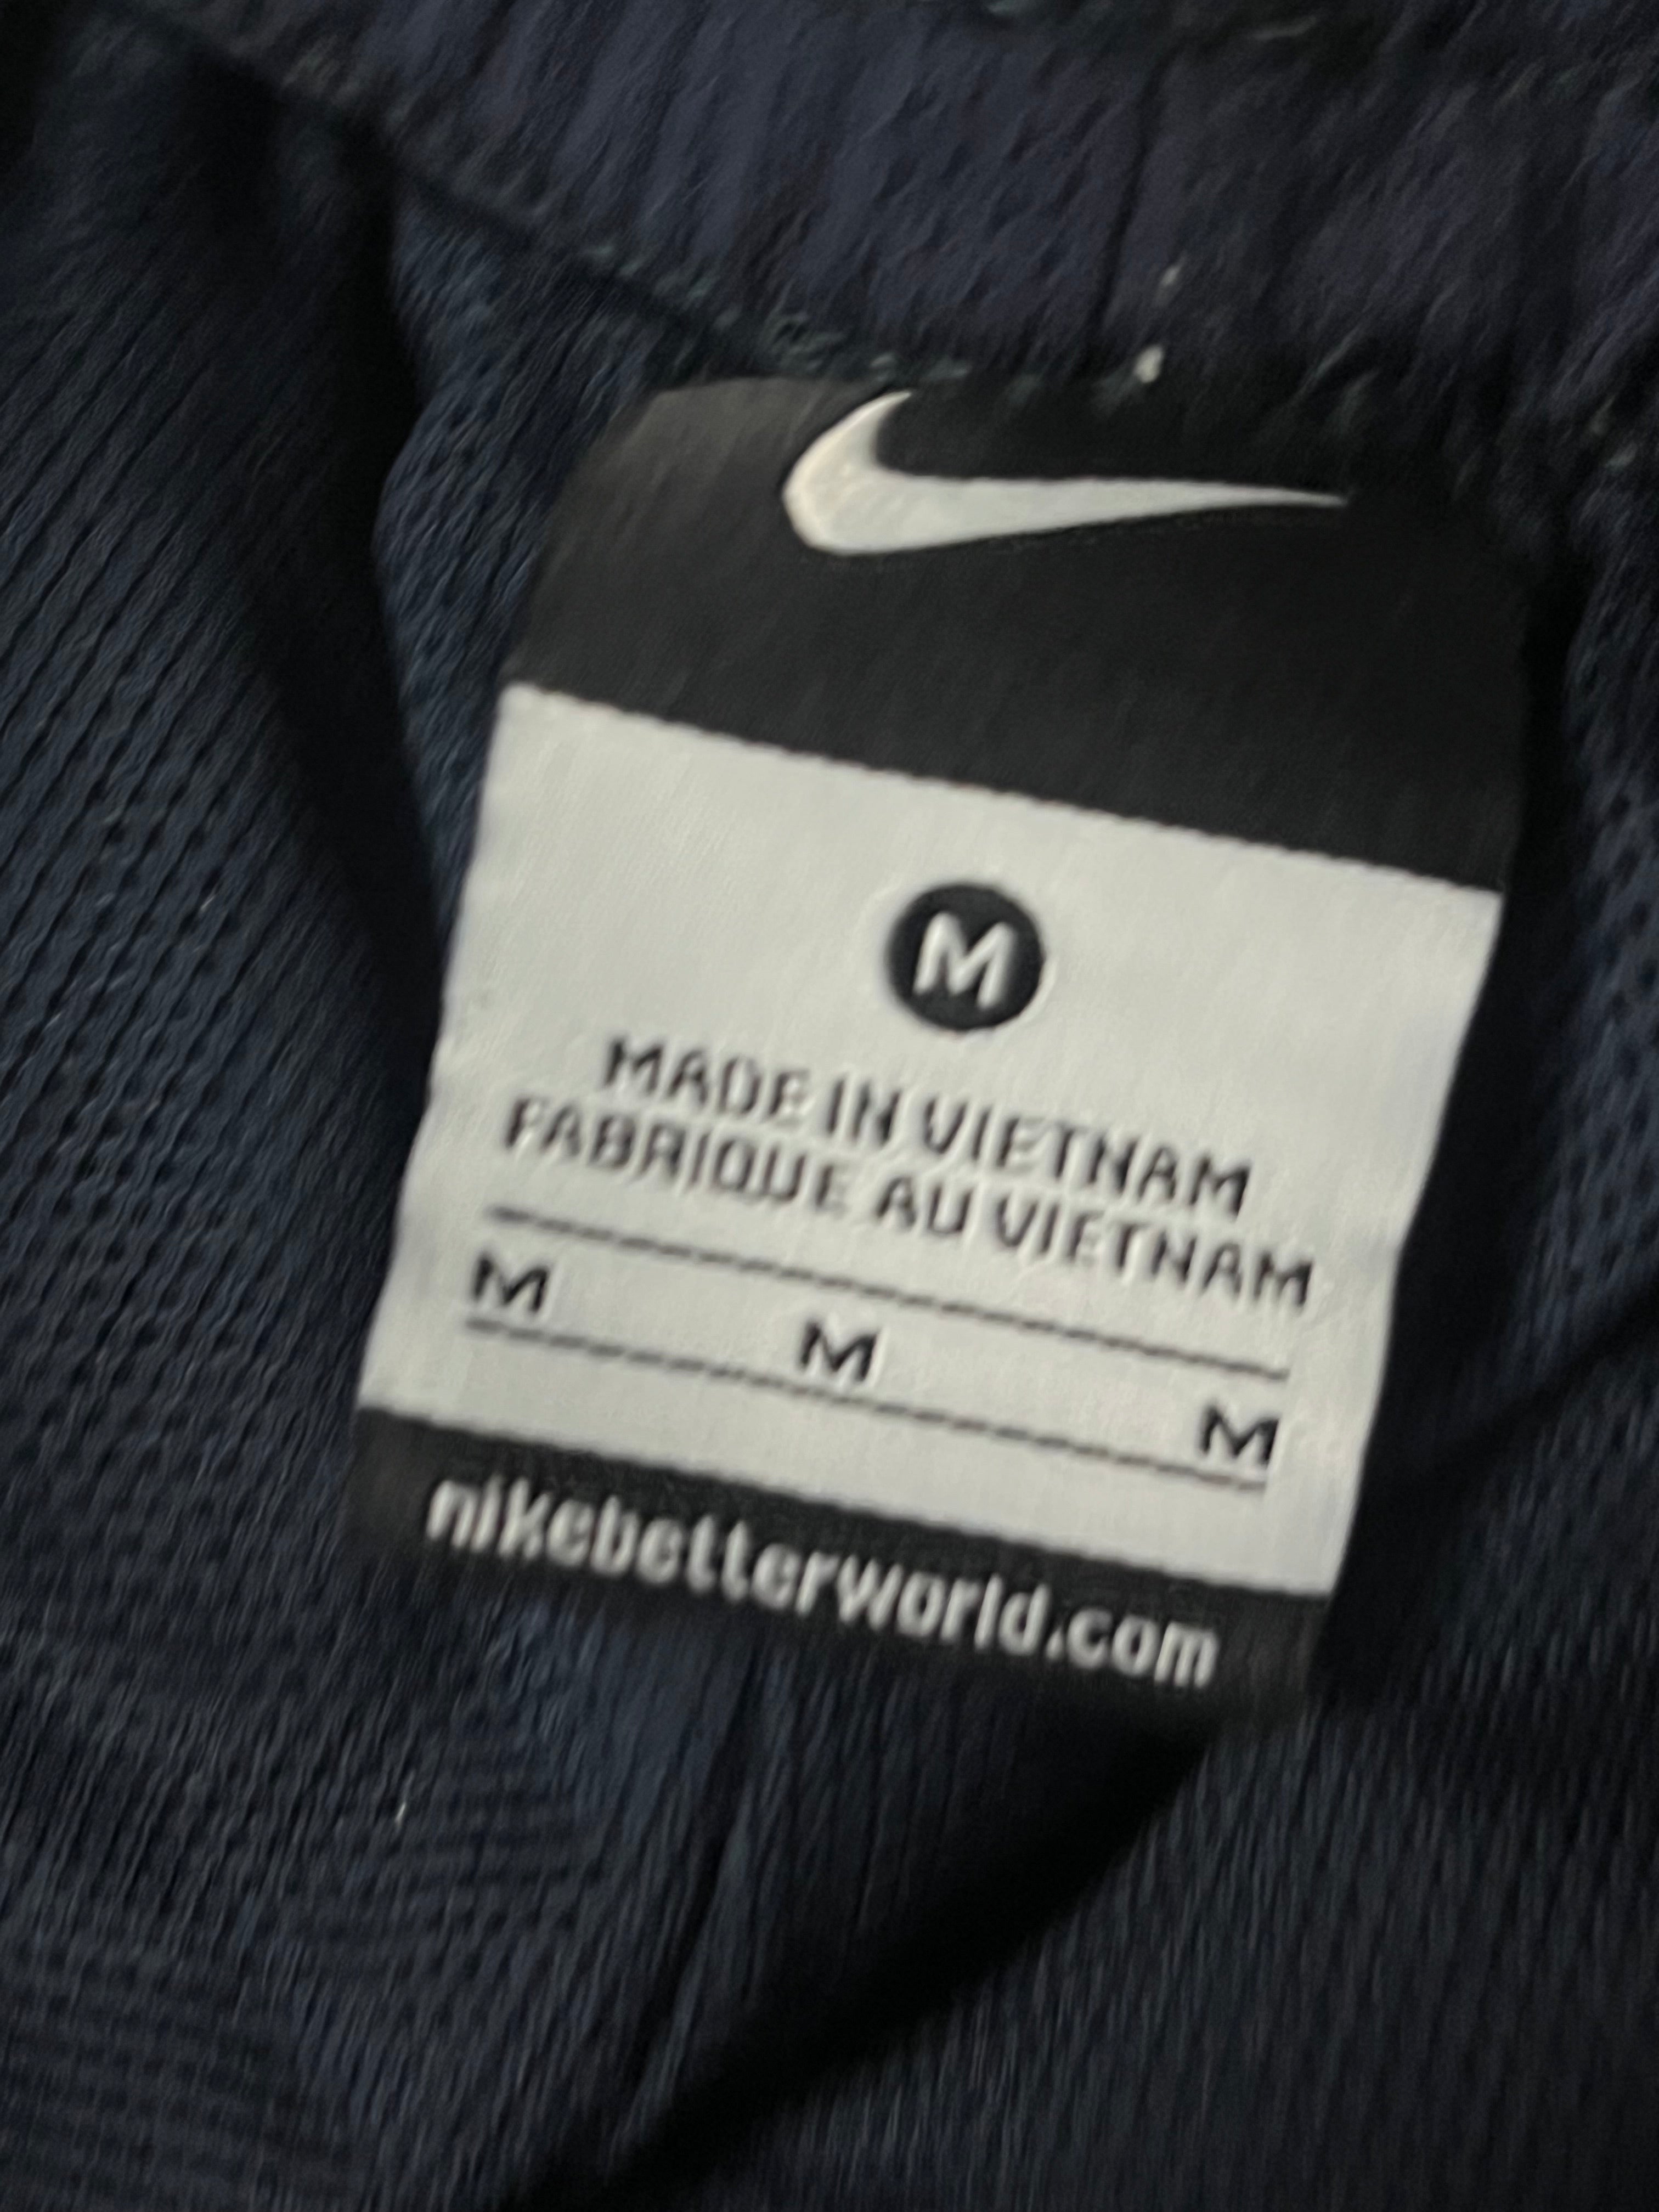 M
MADE IN VIETNAM
FABRIQUE AU VIETNAM
M M M
nikebetterworld.com